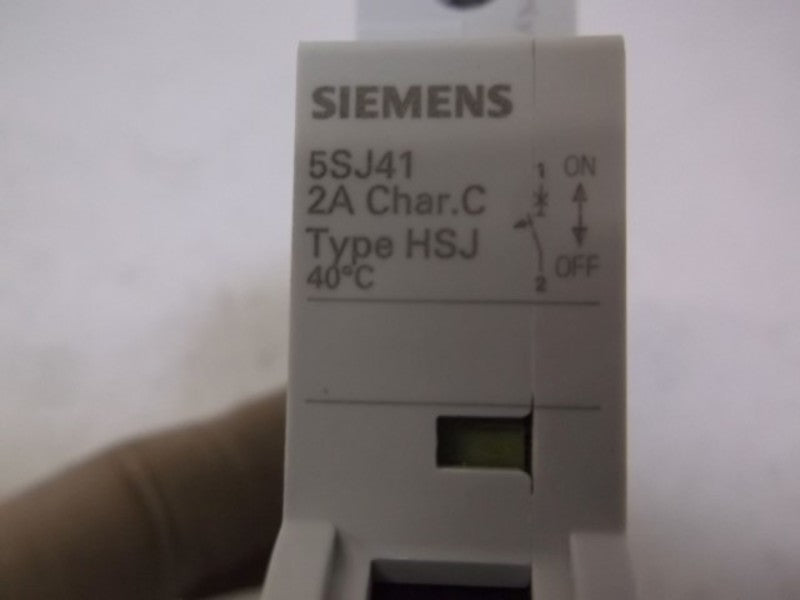 SIEMENS
5SJ41
2A Char.C
Type HSJ
40°C
1 ON
2 OFF